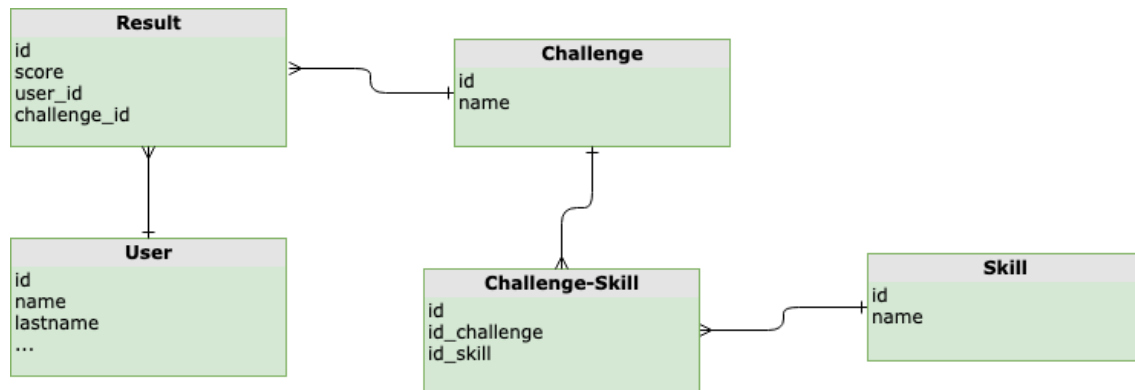 Result
id
score
user_id
challenge_id
Challenge
id
name
User
id
name
lastname
...
Challenge-Skill
id
id_challenge
id_skill
Skill
id
name